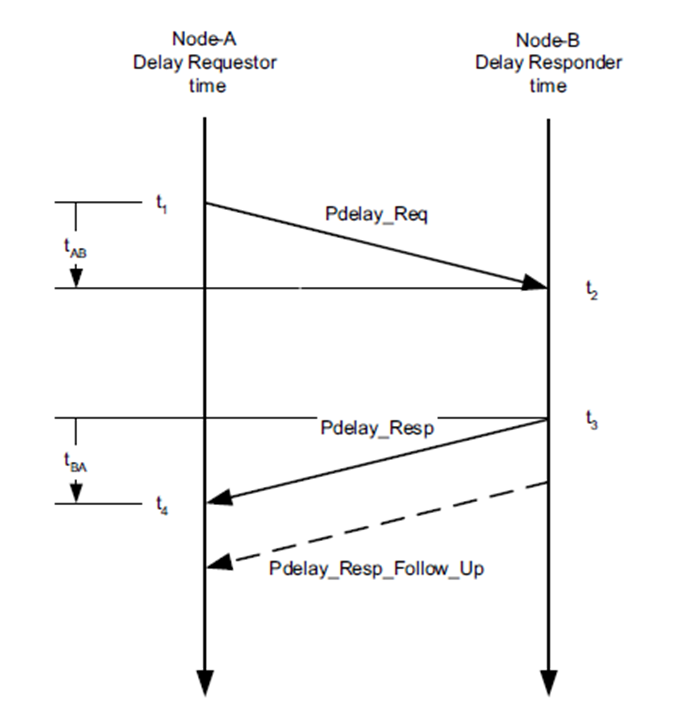 Node-A
Delay Requestor
time
Node-B
Delay Responder
time
t1
Pdelay_Req
tAB
t2
t3
Pdelay_Resp
tBA
t4
Pdelay_Resp_Follow_Up